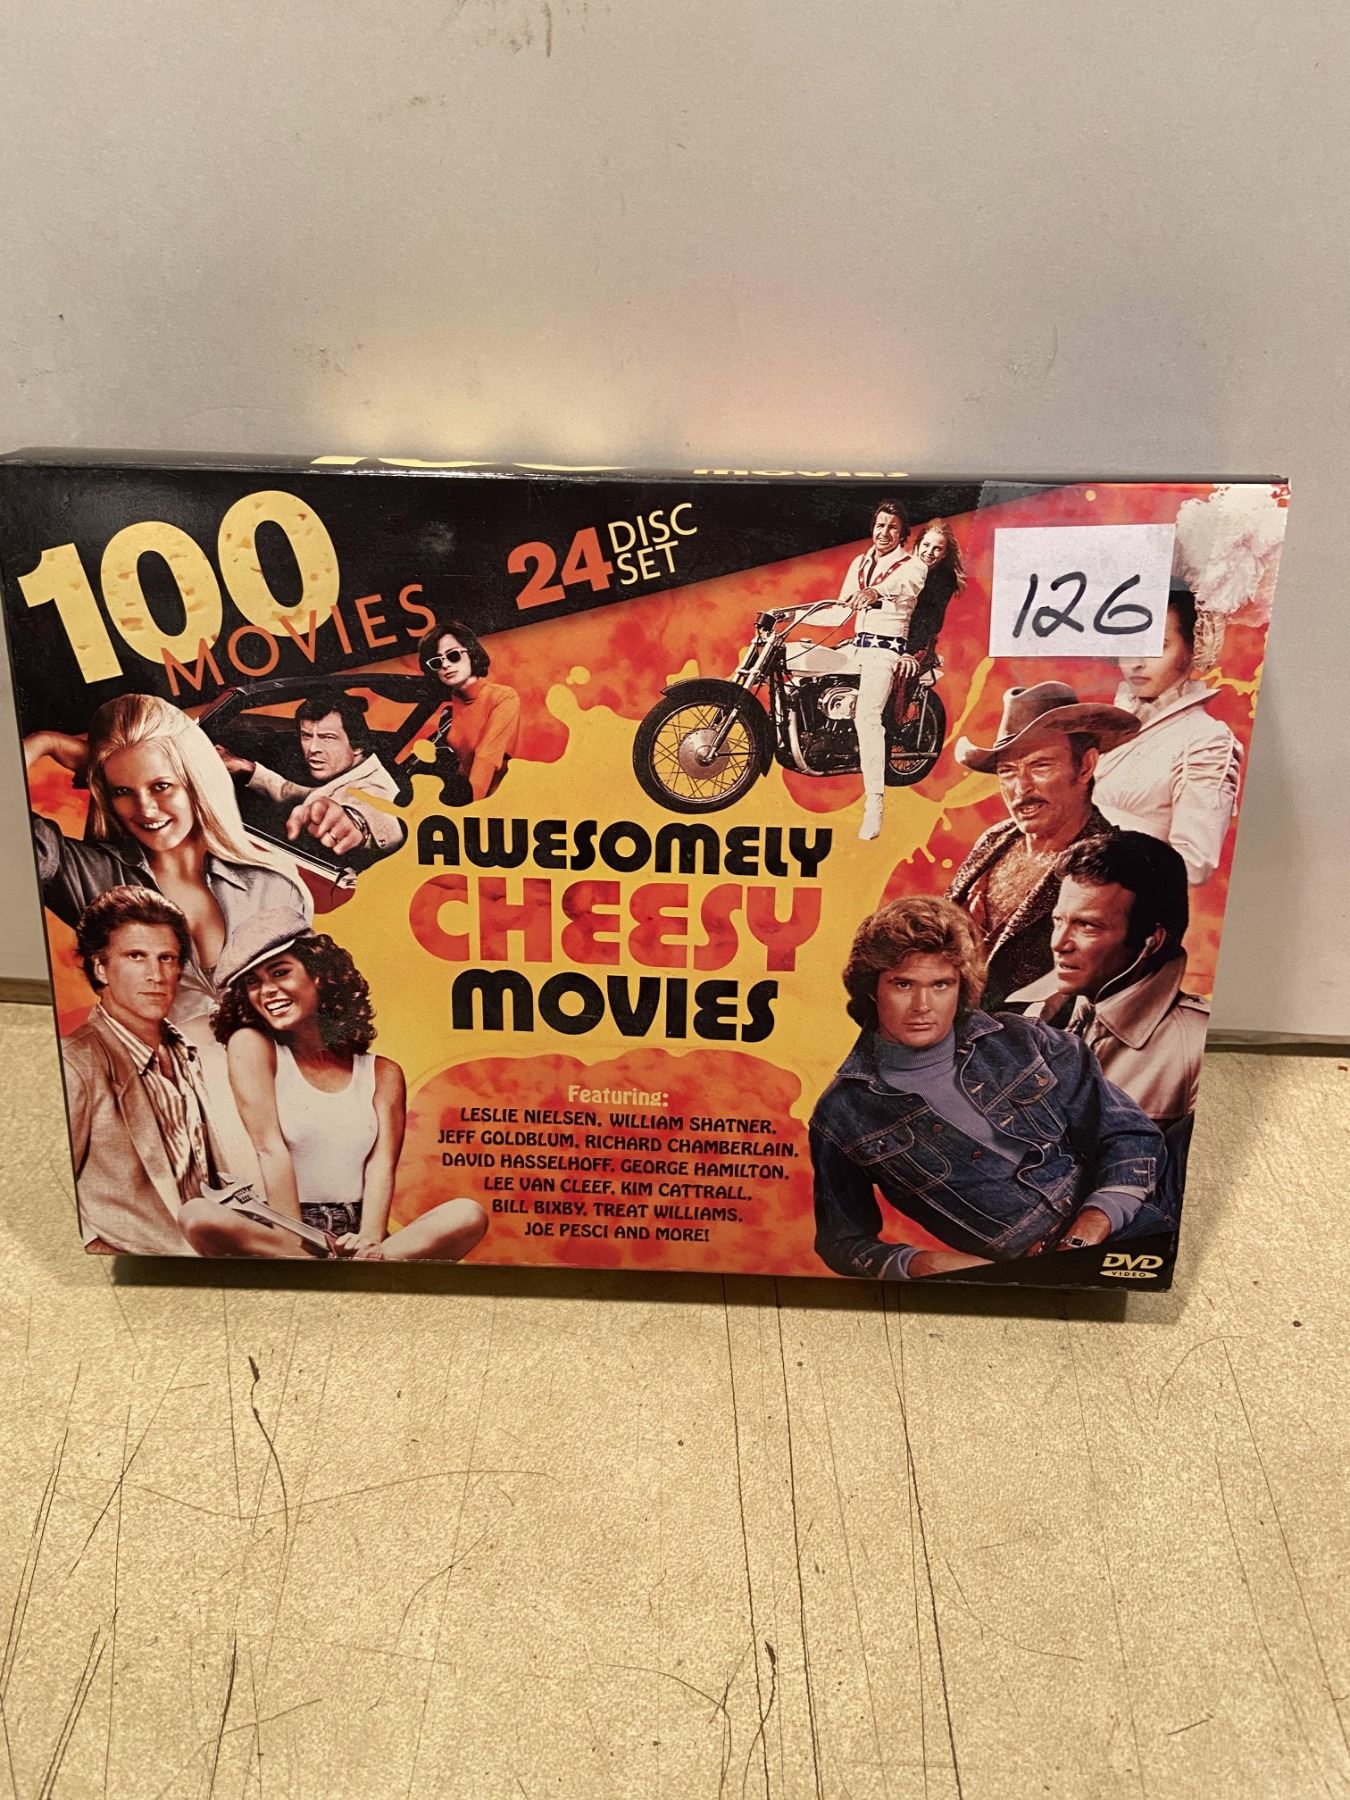 100
MOVIES
24 DISC
SET
126
AWESOMELY
CHEESY
MOVIES
Featuring:
LESLIE NIELSEN, WILLIAM SHATNER,
JEFF GOLDBLUM, RICHARD CHAMBERLAIN,
DAVID HASSELHOFF, GEORGE HAMILTON,
LEE VAN CLEEF, KIM CATTRALL,
BILL BIXBY, TREAT WILLIAMS,
JOE PESCI AND MORE!
DVD
VIDEO